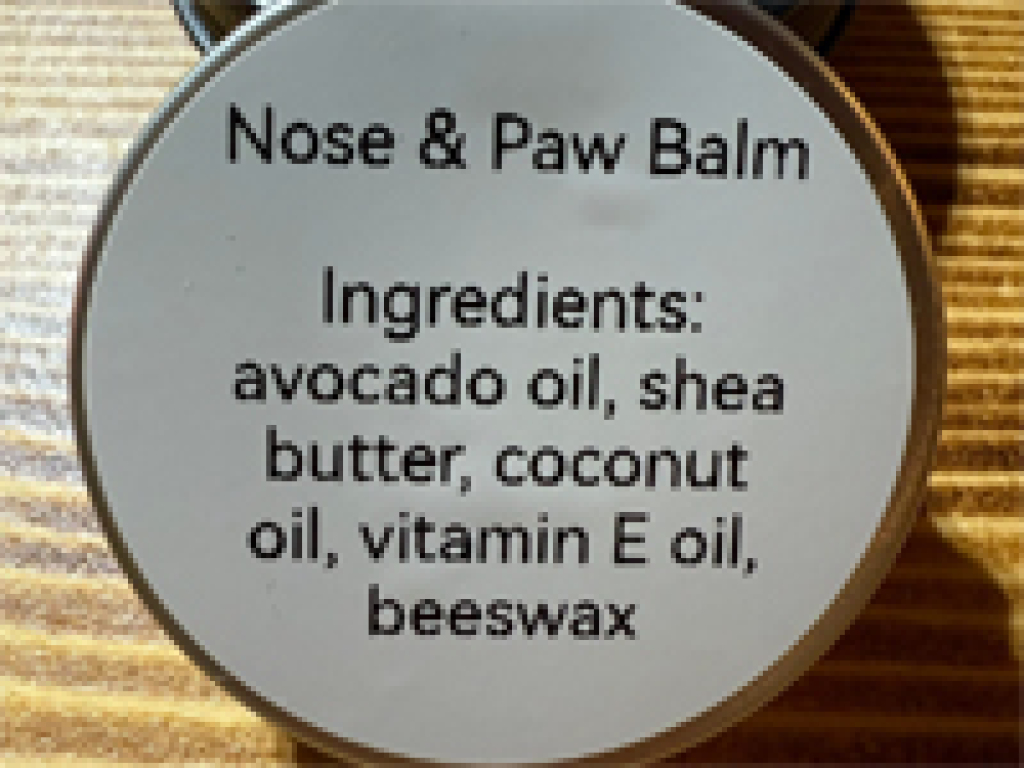 Nose & Paw Balm
Ingredients:
avocado oil, shea
butter, coconut
oil, vitamin E oil,
beeswax